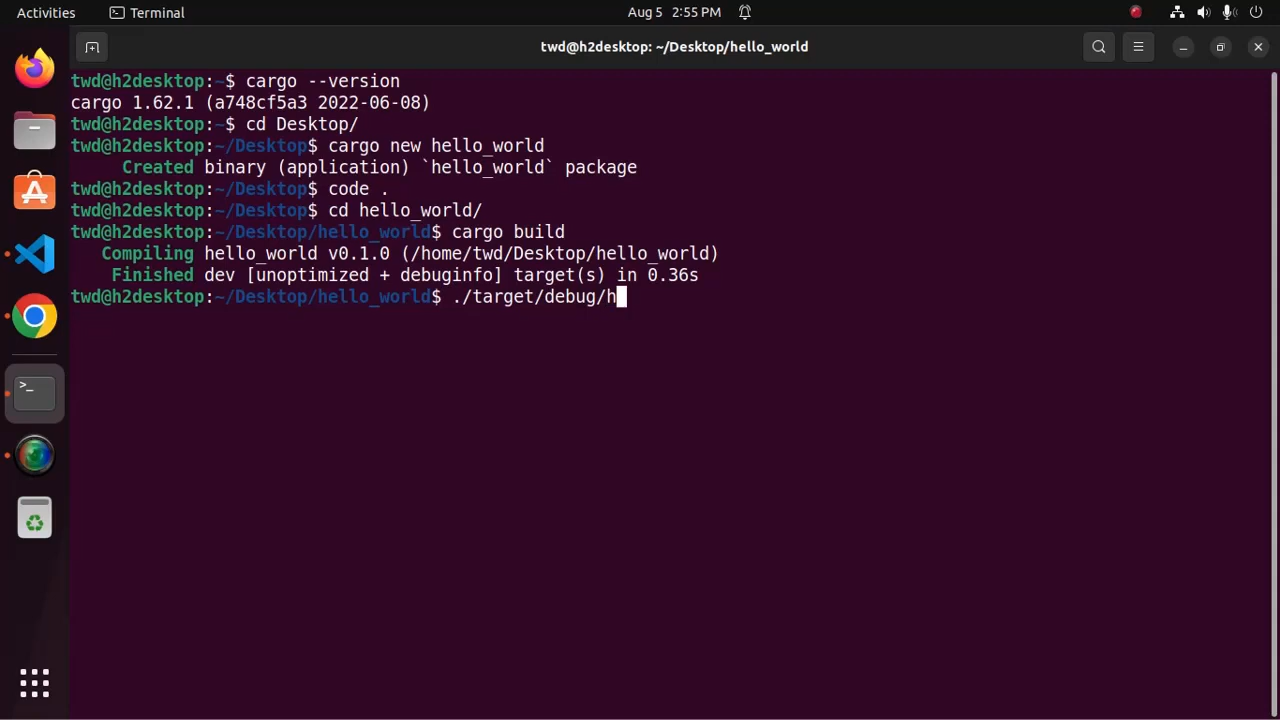 Activities Terminal Aug 5 2:55 PM
twd@h2desktop: ~/Desktop/hello_world
twd@h2desktop:~$ cargo --version
cargo 1.62.1 (a748cf5a3 2022-06-08)
twd@h2desktop:~$ cd Desktop/
twd@h2desktop:~/Desktop$ cargo new hello_world
     Created binary (application) `hello_world` package
twd@h2desktop:~/Desktop$ code .
twd@h2desktop:~/Desktop$ cd hello_world/
twd@h2desktop:~/Desktop/hello_world$ cargo build
   Compiling hello_world v0.1.0 (/home/twd/Desktop/hello_world)
    Finished dev [unoptimized + debuginfo] target(s) in 0.36s
twd@h2desktop:~/Desktop/hello_world$ ./target/debug/h